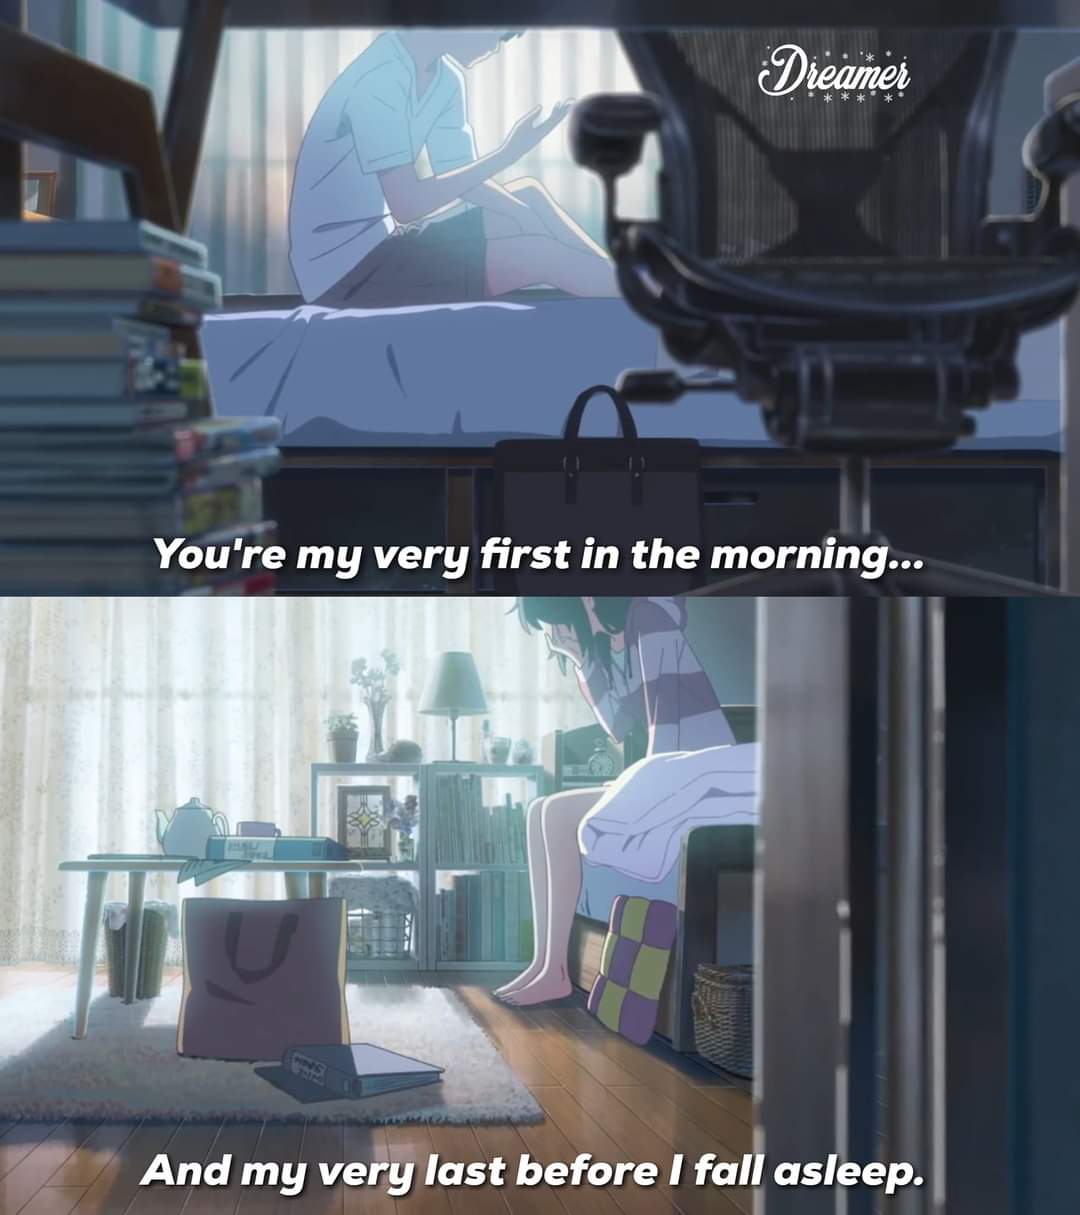 Dreamer
You're my very first in the morning...
And my very last before I fall asleep.